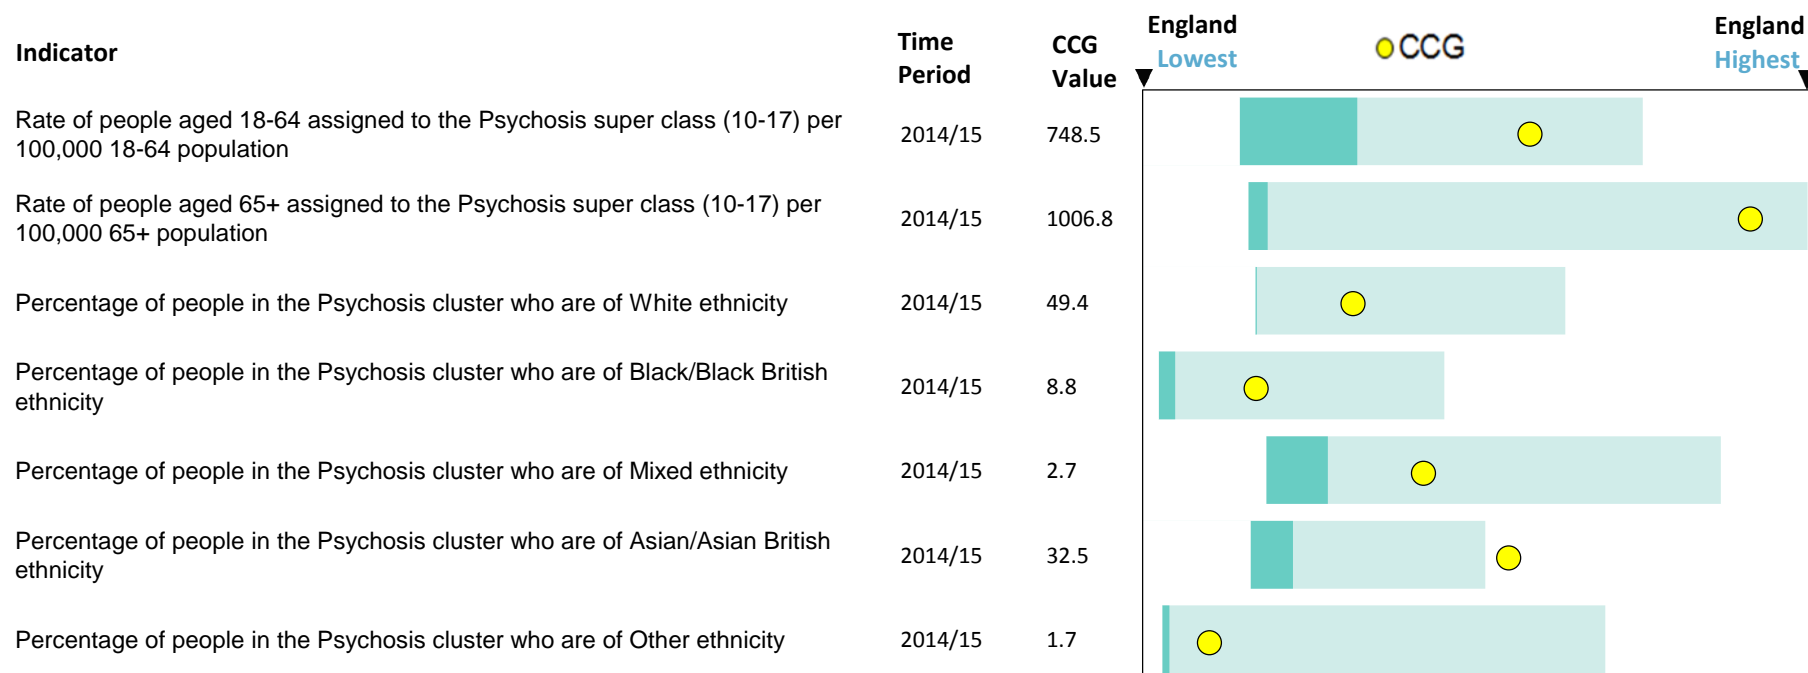 Indicator
Time Period
CCG Value
England Lowest
CCG
England Highest
Rate of people aged 18-64 assigned to the Psychosis super class (10-17) per
100,000 18-64 population
2014/15
748.5
Rate of people aged 65+ assigned to the Psychosis super class (10-17) per
100,000 65+ population
2014/15
1006.8
Percentage of people in the Psychosis cluster who are of White ethnicity
2014/15
49.4
Percentage of people in the Psychosis cluster who are of Black/Black British
ethnicity
2014/15
8.8
Percentage of people in the Psychosis cluster who are of Mixed ethnicity
2014/15
2.7
Percentage of people in the Psychosis cluster who are of Asian/Asian British
ethnicity
2014/15
32.5
Percentage of people in the Psychosis cluster who are of Other ethnicity
2014/15
1.7